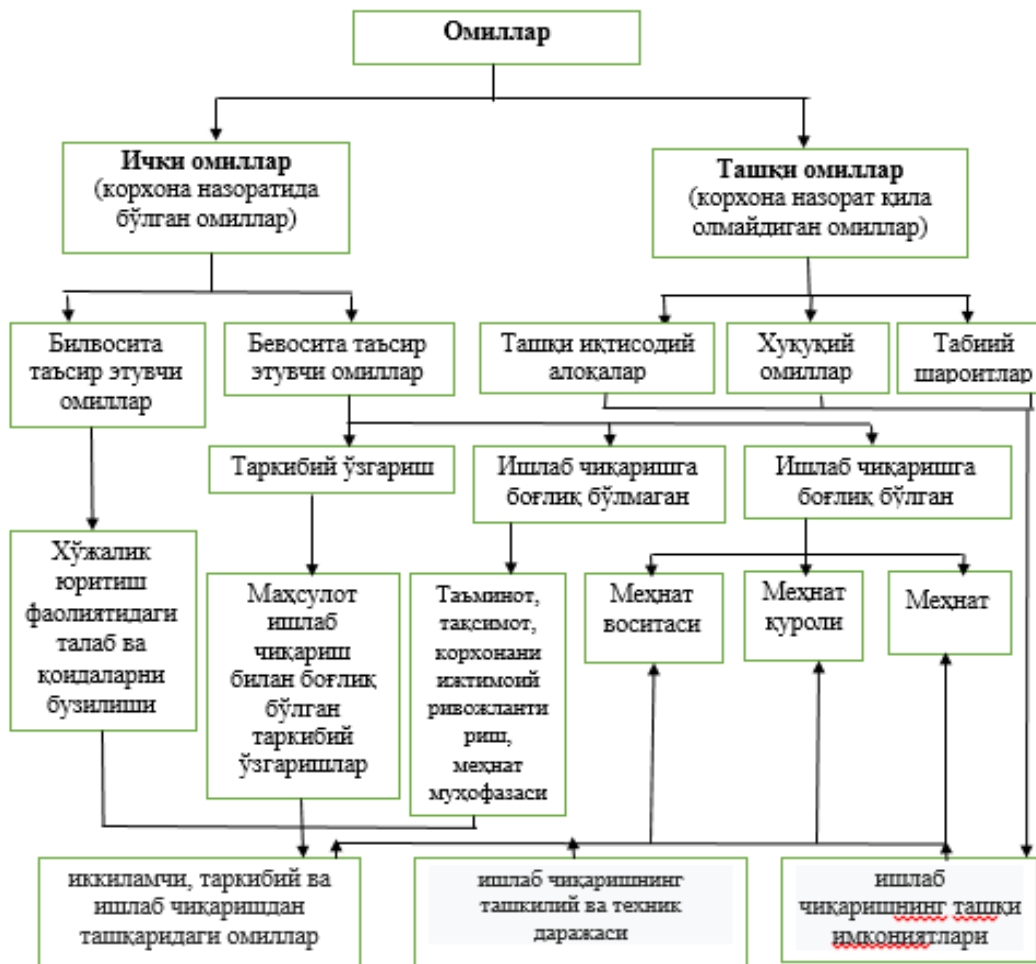 Омиллар
Ички омиллар
(корхона назоратида
бўлган омиллар)
Ташқи омиллар
(корхона назорат қила
олмайдиган омиллар)
Билвосита
таъсир этувчи
омиллар
Бевосита таъсир
этувчи омиллар
Ташқи иқтисодий
алоқалар
Хуқуқий
омиллар
Табиий
шароитлар
Таркибий ўзгариш
Ишлаб чиқаришга
боғлиқ бўлмаган
Ишлаб чиқаришга
боғлиқ бўлган
Хўжалик
юритиш
фаолиятидаги
талаб ва
қоидаларни
бузилиши
Маҳсулот
ишлаб
чиқариш
билан боғлиқ
бўлган
таркибий
ўзгаришлар
Таъминот,
тақсимот,
корхонани
ижтимоий
ривожланти
риш,
меҳнат
муҳофазаси
Меҳнат
воситаси
Меҳнат
қуроли
Меҳнат
иккиламчи, таркибий ва
ишлаб чиқаришдан
ташқаридаги омиллар
ишлаб чиқаришнинг
ташкилий ва техник
даражаси
ишлаб
чиқаришнинг ташқи
имкониятлари